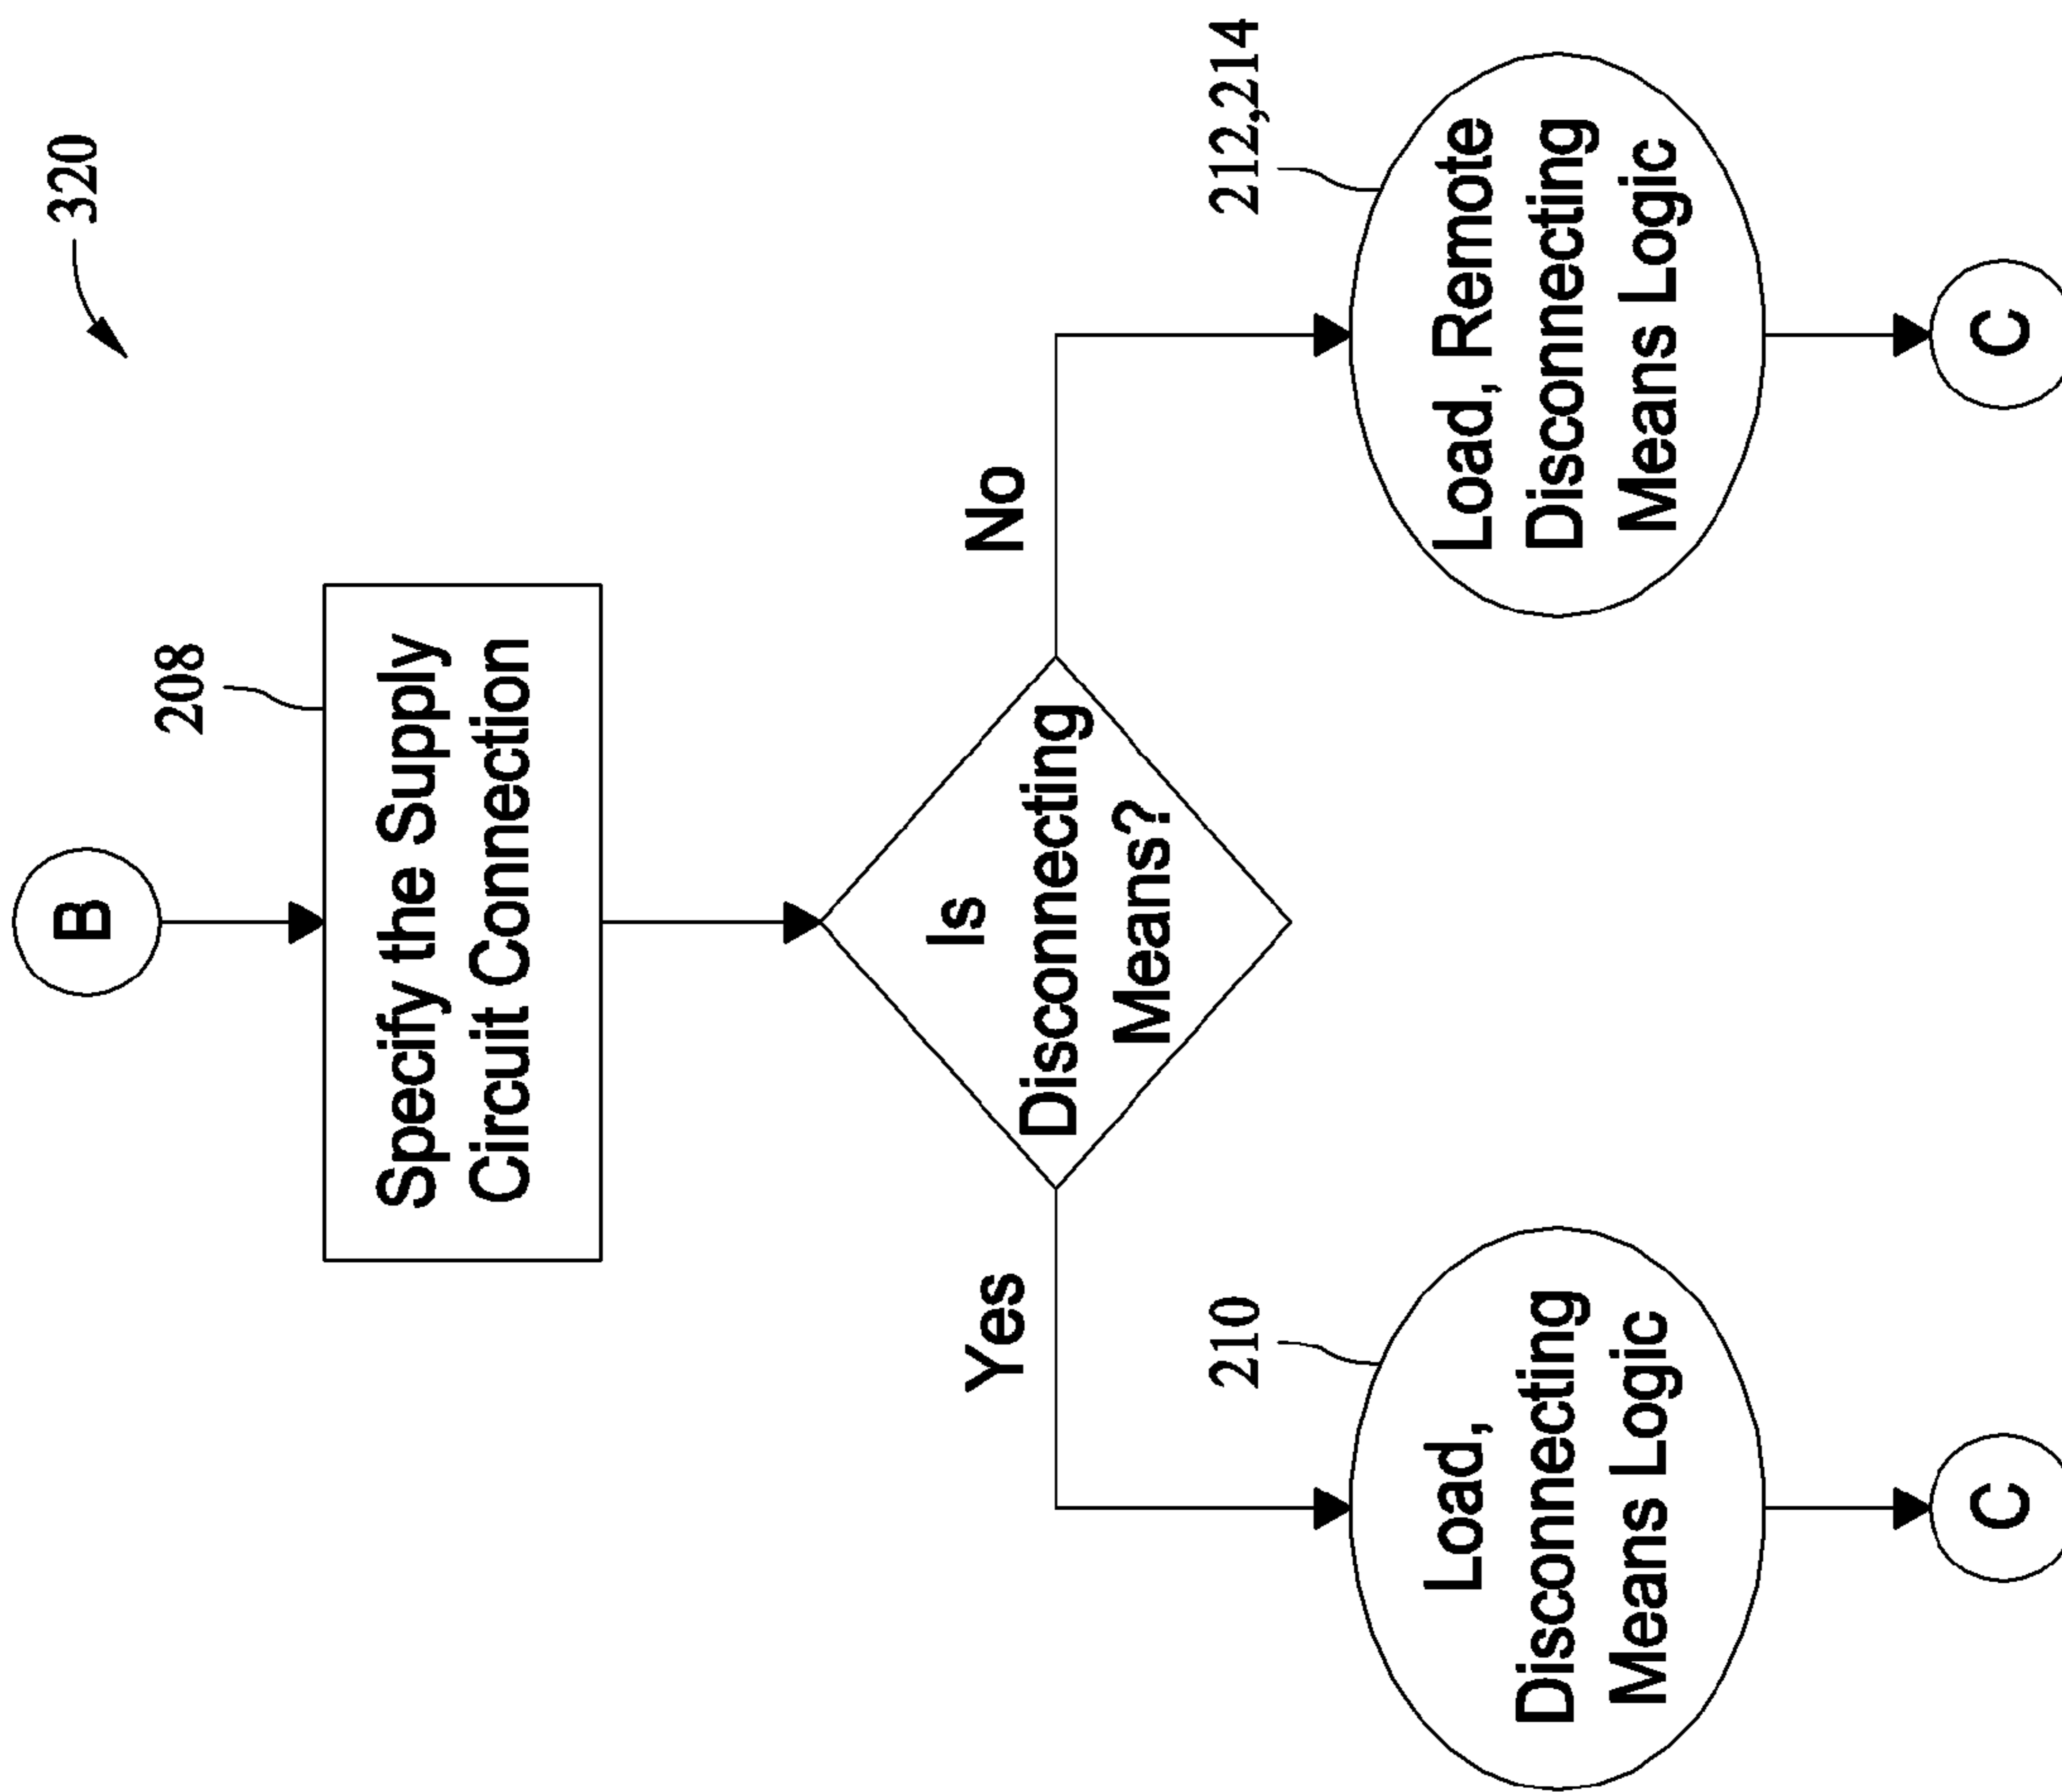 320
B
208
Specify the Supply
Circuit Connection
Is
Disconnecting
Means?
Yes
No
210
Load,
Disconnecting
Means Logic
212,214
Load, Remote
Disconnecting
Means Logic
C
C